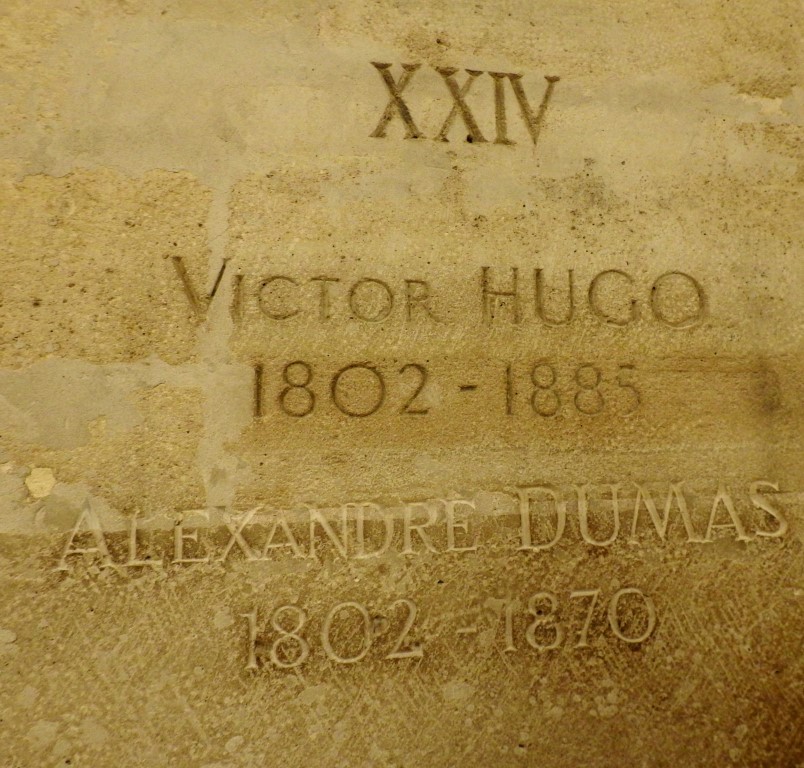 XXIV
VICTOR HUGO
1802 - 1885
ALEXANDRE DUMAS
1802 - 1870